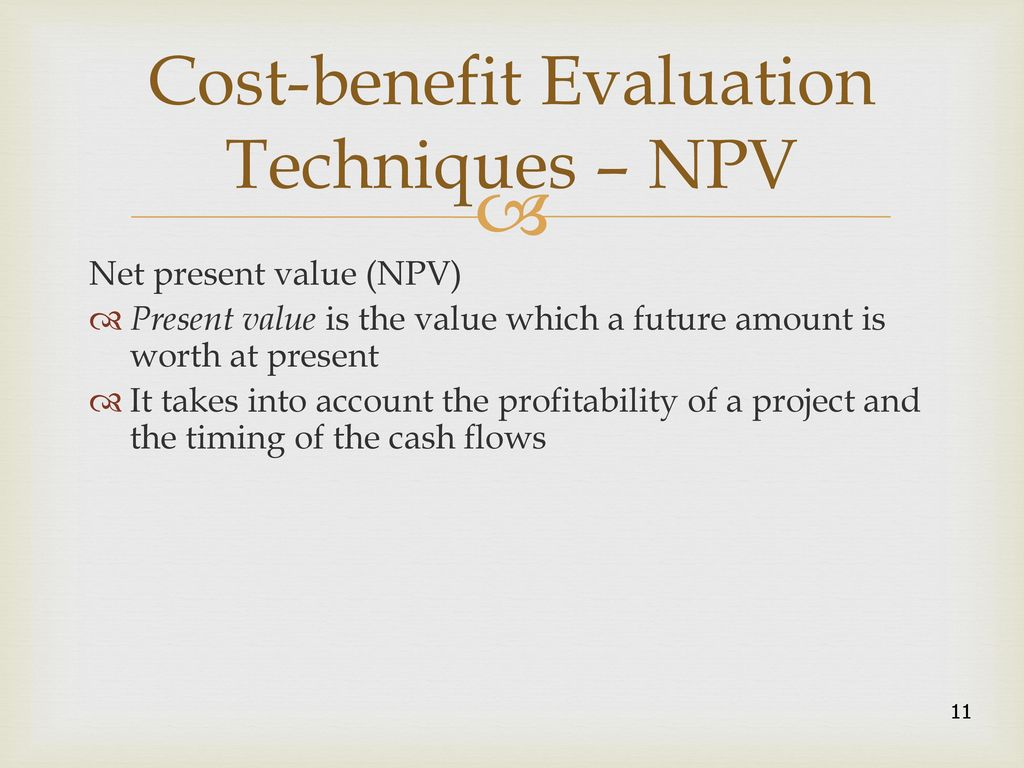 Cost-benefit Evaluation
Techniques – NPV
Net present value (NPV)
Present value is the value which a future amount is
worth at present
It takes into account the profitability of a project and
the timing of the cash flows
11